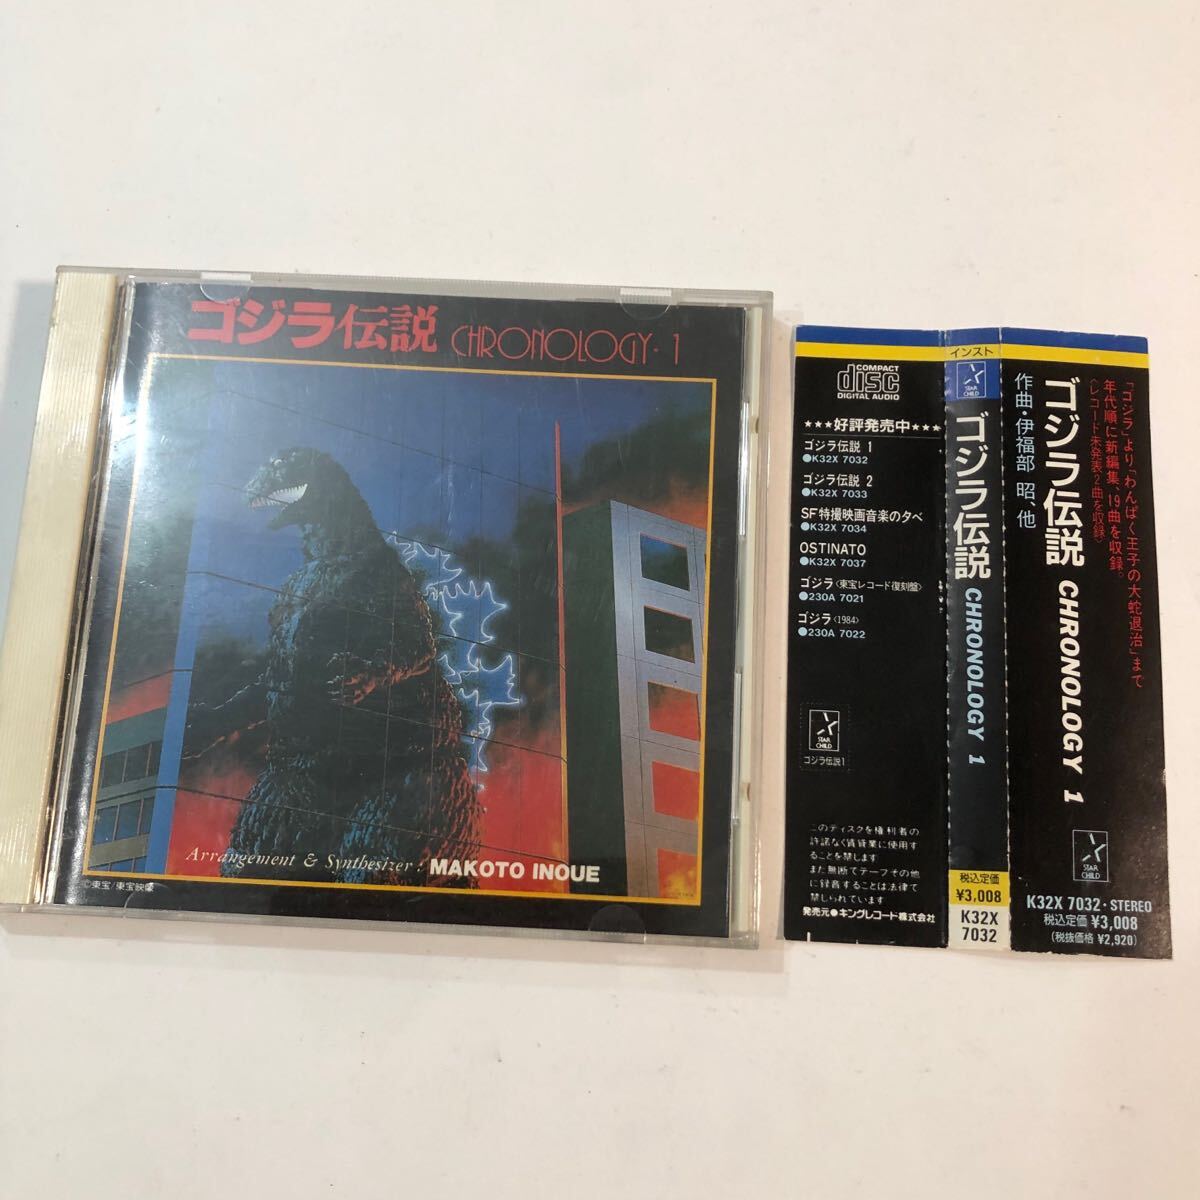 ゴジラ伝説 CHRONOLOGY・1
Arrangement & Synthesizer : MAKOTO INOUE
©東宝/東宝映像
COMPACT
disc
DIGITAL AUDIO
★★★好評発売中★★★
ゴジラ伝説 1
●K32X 7032
ゴジラ伝説 2
●K32X 7033
SF特撮映画音楽の夕べ
●K32X 7034
OSTINATO
●K32X 7037
ゴジラ〈東宝レコード復刻盤〉
●230A 7021
ゴジラ〈1984〉
●230A 7022
STAR
CHILD
ゴジラ伝説1
このディスクを権利者の
許諾なく賃貸業に使用す
ることを禁じます
また無断でテープその他
に録音することは法律で
禁じられています
発売元●キングレコード株式会社
インスト
STAR
CHILD
ゴジラ伝説 CHRONOLOGY 1
税込定価
¥3,008
K32X
7032
「ゴジラ」より「わんぱく王子の大蛇退治」まで
年代順に新編集、19曲を収録。
〈レコード未発表2曲を収録〉
ゴジラ伝説 CHRONOLOGY 1
作曲・伊福部 昭、他
STAR
CHILD
K32X 7032・STEREO
税込定価 ¥3,008
(税抜価格 ¥2,920)